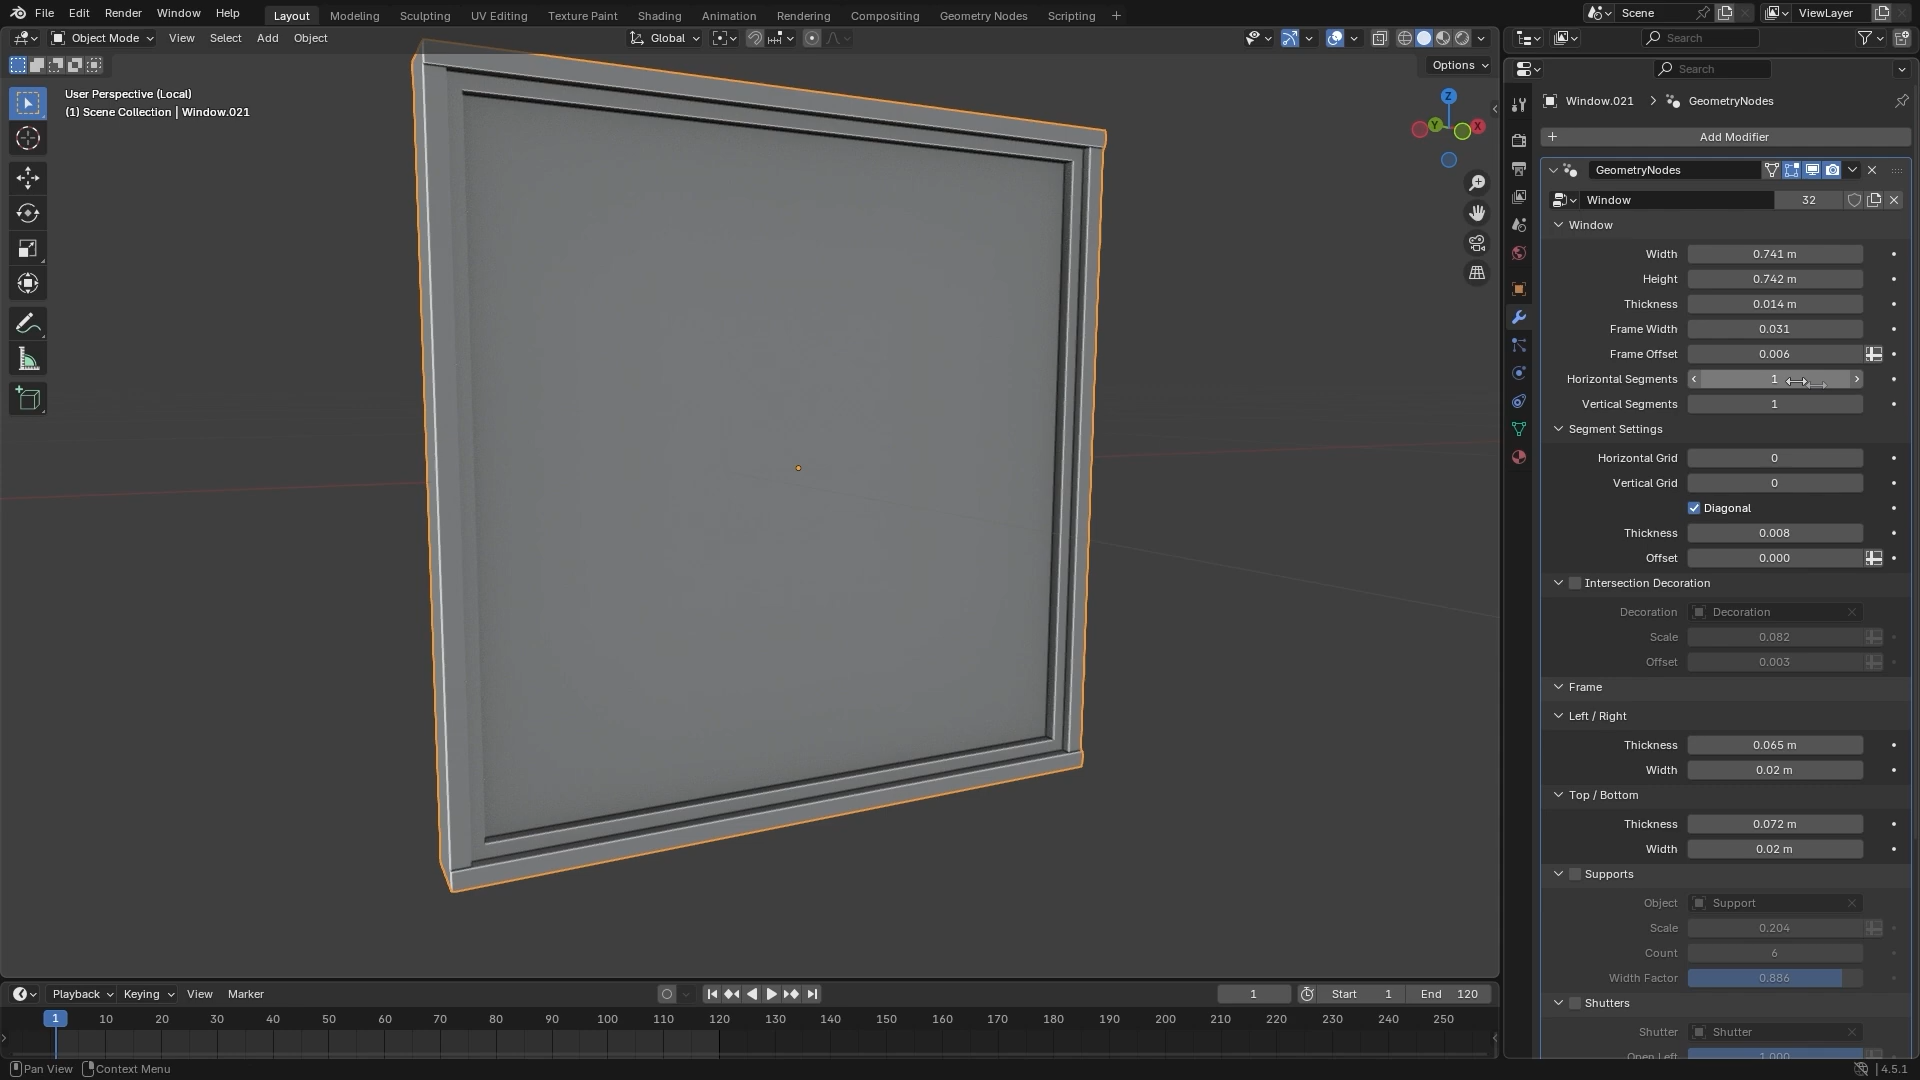 File Edit Render Window Help Layout Modeling Sculpting UV Editing Texture Paint Shading Animation Rendering Compositing Geometry Nodes Scripting Scene ViewLayer
Object Mode View Select Add Object Global Search
Options Search
User Perspective (Local)
(1) Scene Collection | Window.021
Z
Y X
Window.021 GeometryNodes
Add Modifier
GeometryNodes
Window 32
Window
Width 0.741 m
Height 0.742 m
Thickness 0.014 m
Frame Width 0.031
Frame Offset 0.006
Horizontal Segments 1
Vertical Segments 1
Segment Settings
Horizontal Grid 0
Vertical Grid 0
Diagonal
Thickness 0.008
Offset 0.000
Intersection Decoration
Decoration Decoration
Scale 0.082
Offset 0.003
Frame
Left / Right
Thickness 0.065 m
Width 0.02 m
Top / Bottom
Thickness 0.072 m
Width 0.02 m
Supports
Object Support
Scale 0.204
Count 6
Width Factor 0.886
Shutters
Shutter Shutter
Open Left 1.000
Playback Keying View Marker 1 Start 1 End 120
1 10 20 30 40 50 60 70 80 90 100 110 120 130 140 150 160 170 180 190 200 210 220 230 240 250
Pan View Context Menu 4.5.1